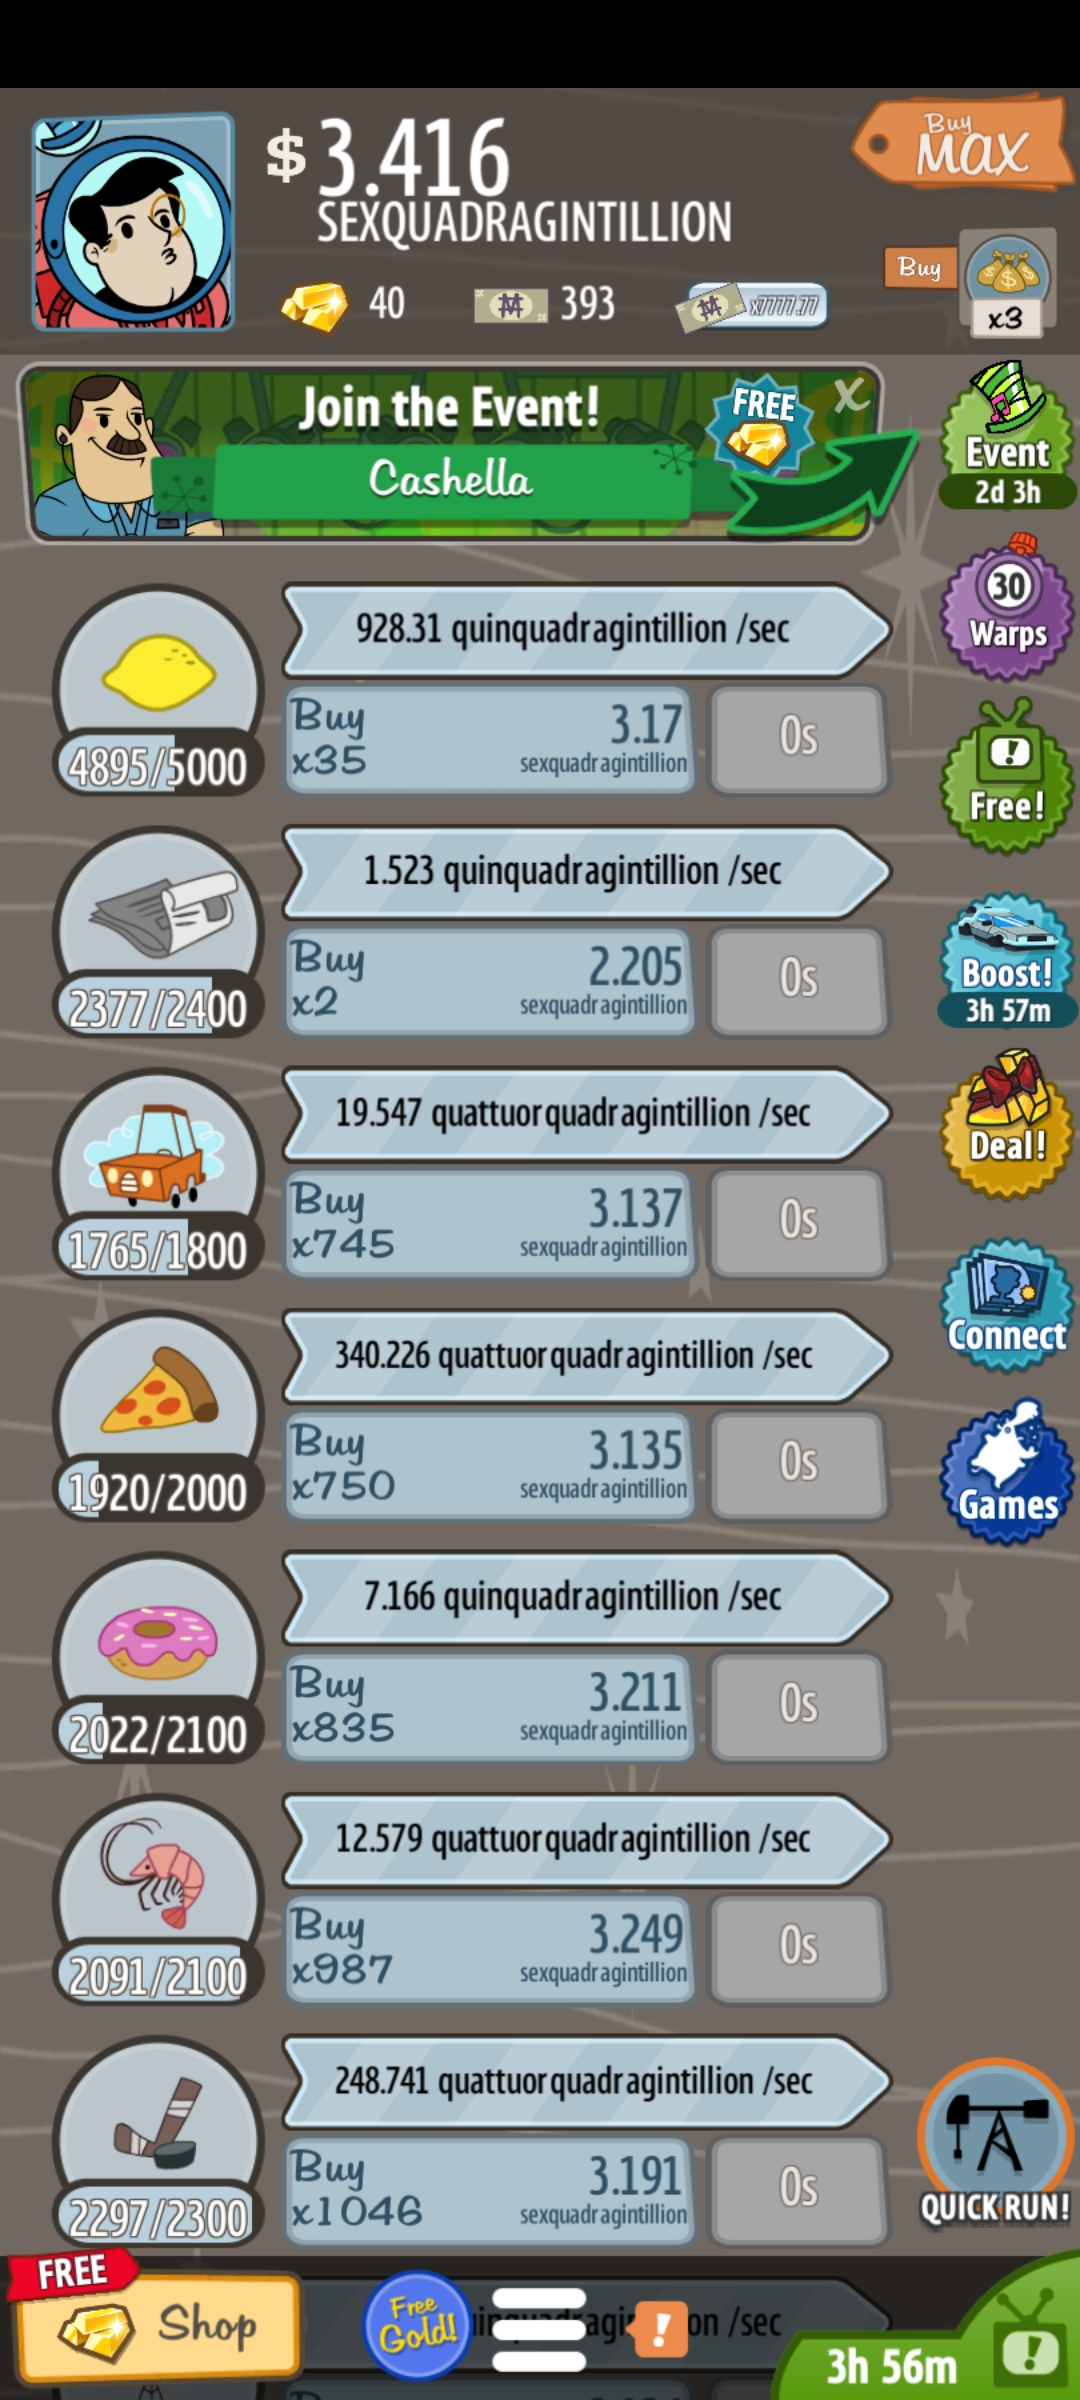 $ 3.416
SEXQUADRAGINTILLION
Buy
MAX
40
393
x7777.77
Buy
x3
Join the Event!
Cashella
FREE
X
Event
2d 3h
30
Warps
Free!
Boost!
3h 57m
Deal!
Connect
Games
928.31 quinquadragintillion /sec
4895/5000
Buy
x35
3.17
sexquadragintillion
0s
1.523 quinquadragintillion /sec
2377/2400
Buy
x2
2.205
sexquadragintillion
0s
19.547 quattuorquadragintillion /sec
1765/1800
Buy
x745
3.137
sexquadragintillion
0s
340.226 quattuorquadragintillion /sec
1920/2000
Buy
x750
3.135
sexquadragintillion
0s
7.166 quinquadragintillion /sec
2022/2100
Buy
x835
3.211
sexquadragintillion
0s
12.579 quattuorquadragintillion /sec
2091/2100
Buy
x987
3.249
sexquadragintillion
0s
248.741 quattuorquadragintillion /sec
2297/2300
Buy
x1046
3.191
sexquadragintillion
0s
QUICK RUN!
FREE
Shop
Free
Gold!
!
/sec
3h 56m